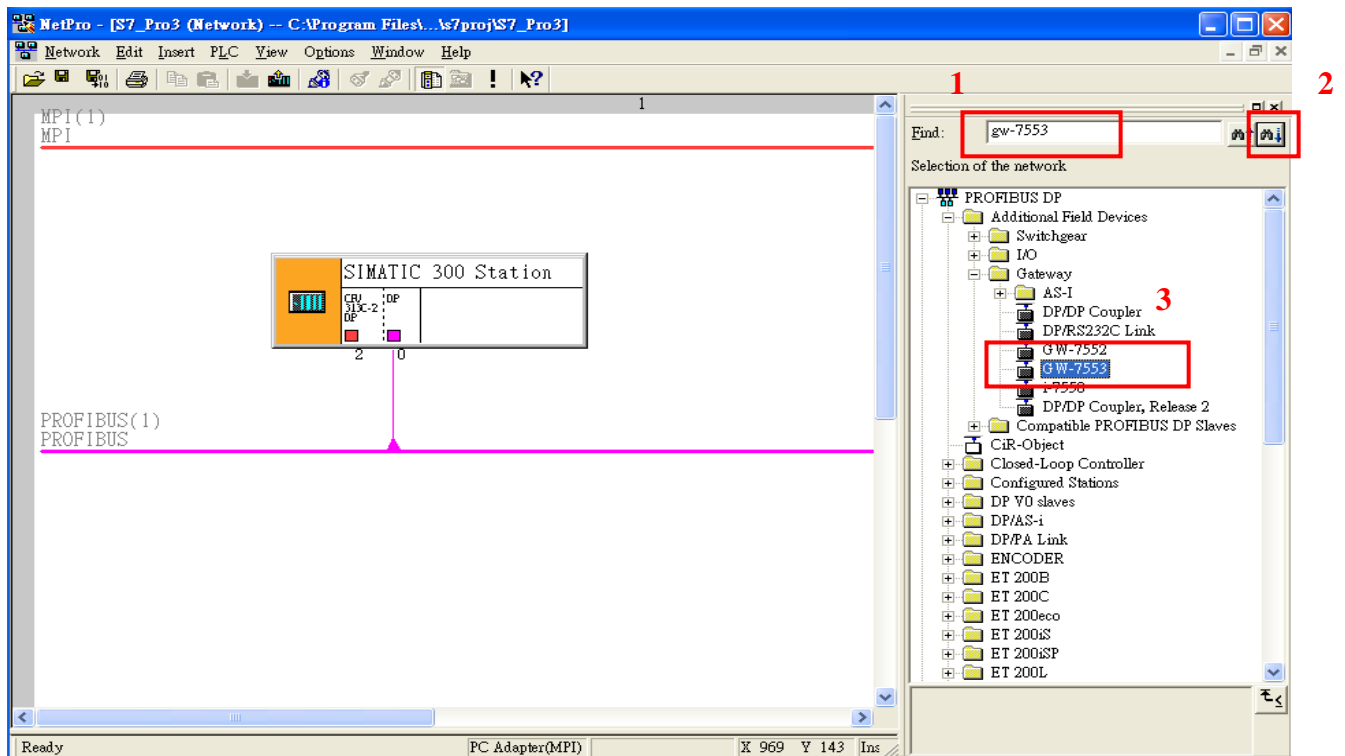 NetPro - [S7_Pro3 (Network) -- C:\Program Files\...\s7proj\S7_Pro3]
Network Edit Insert PLC View Options Window Help
1
2
1
MPI(1)
MPI
SIMATIC 300 Station
CPU
313C-2
DP
DP
2 0
PROFIBUS(1)
PROFIBUS
Find: gw-7553
Selection of the network
PROFIBUS DP
Additional Field Devices
Switchgear
I/O
Gateway
AS-I
3
DP/DP Coupler
DP/RS232C Link
GW-7552
GW-7553
i-7550
DP/DP Coupler, Release 2
Compatible PROFIBUS DP Slaves
CiR-Object
Closed-Loop Controller
Configured Stations
DP V0 slaves
DP/AS-i
DP/PA Link
ENCODER
ET 200B
ET 200C
ET 200eco
ET 200iS
ET 200iSP
ET 200L
Ready PC Adapter(MPI) X 969 Y 143 Ins